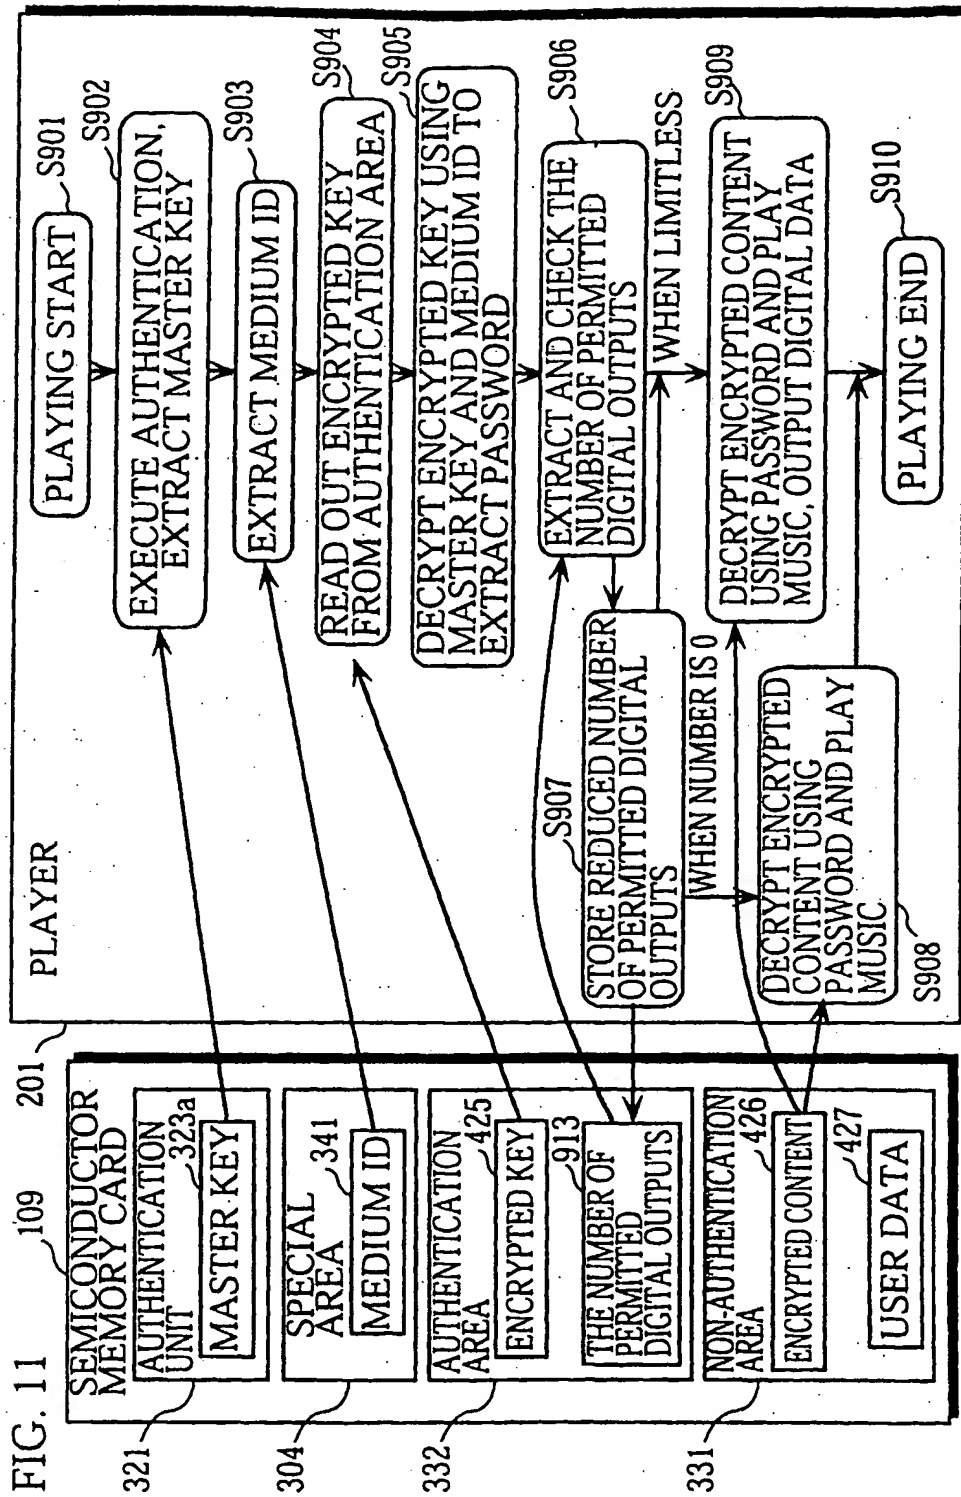 FIG. 11
109
201
SEMICONDUCTOR
MEMORY CARD
321
AUTHENTICATION
UNIT
323a
MASTER KEY
304
SPECIAL
AREA
341
MEDIUM ID
332
AUTHENTICATION
AREA
425
ENCRYPTED KEY
913
THE NUMBER OF
PERMITTED
DIGITAL OUTPUTS
331
NON-AUTHENTICATION
AREA
426
ENCRYPTED CONTENT
427
USER DATA
PLAYER
PLAYING START
S901
EXECUTE AUTHENTICATION,
EXTRACT MASTER KEY
S902
EXTRACT MEDIUM ID
S903
READ OUT ENCRYPTED KEY
FROM AUTHENTICATION AREA
S904
DECRYPT ENCRYPTED KEY USING
MASTER KEY AND MEDIUM ID TO
EXTRACT PASSWORD
S905
EXTRACT AND CHECK THE
NUMBER OF PERMITTED
DIGITAL OUTPUTS
S906
S907
STORE REDUCED NUMBER
OF PERMITTED DIGITAL
OUTPUTS
WHEN LIMITLESS
WHEN NUMBER IS 0
DECRYPT ENCRYPTED
CONTENT USING
PASSWORD AND PLAY
MUSIC
S908
DECRYPT ENCRYPTED CONTENT
USING PASSWORD AND PLAY
MUSIC, OUTPUT DIGITAL DATA
S909
PLAYING END
S910